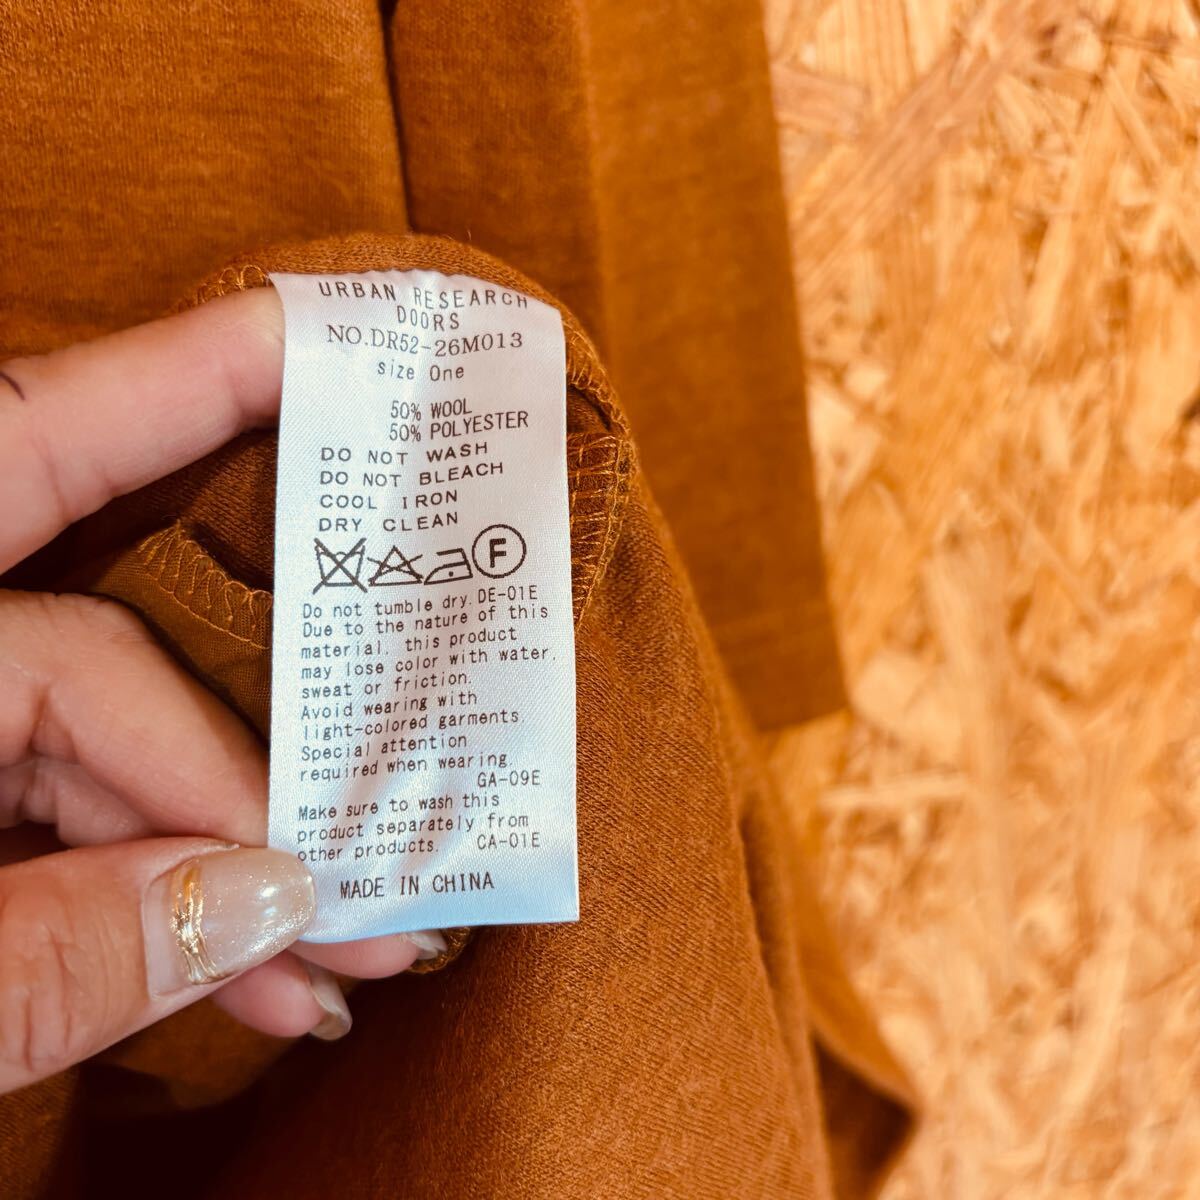 URBAN RESEARCH
DOORS
NO.DR52-26M013
size One
50% WOOL
50% POLYESTER
DO NOT WASH
DO NOT BLEACH
COOL IRON
DRY CLEAN
F
Do not tumble dry. DE-01E
Due to the nature of this
material, this product
may lose color with water,
sweat or friction.
Avoid wearing with
light-colored garments.
Special attention
required when wearing.
GA-09E
Make sure to wash this
product separately from
other products. CA-01E
MADE IN CHINA